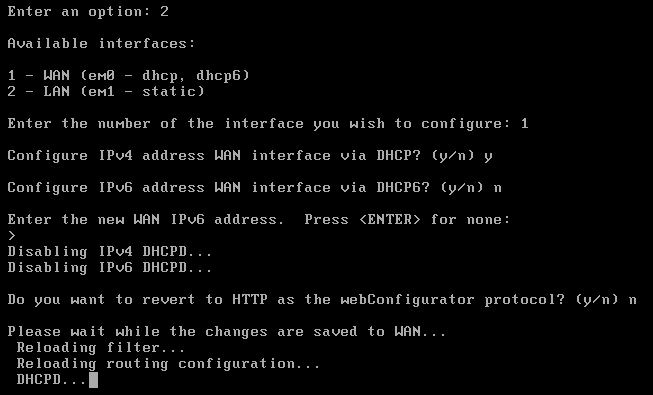 Enter an option: 2
Available interfaces:
1 - WAN (em0 - dhcp, dhcp6)
2 - LAN (em1 - static)
Enter the number of the interface you wish to configure: 1
Configure IPv4 address WAN interface via DHCP? (y/n) y
Configure IPv6 address WAN interface via DHCP6? (y/n) n
Enter the new WAN IPv6 address.  Press <ENTER> for none:
>
Disabling IPv4 DHCPD...
Disabling IPv6 DHCPD...
Do you want to revert to HTTP as the webConfigurator protocol? (y/n) n
Please wait while the changes are saved to WAN...
 Reloading filter...
 Reloading routing configuration...
 DHCPD...